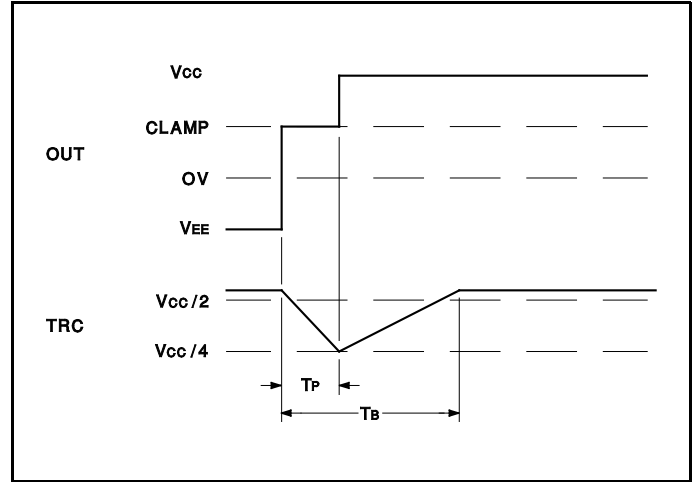 Vcc
CLAMP
OUT
OV
VEE
Vcc/2
TRC
Vcc/4
TP
TB